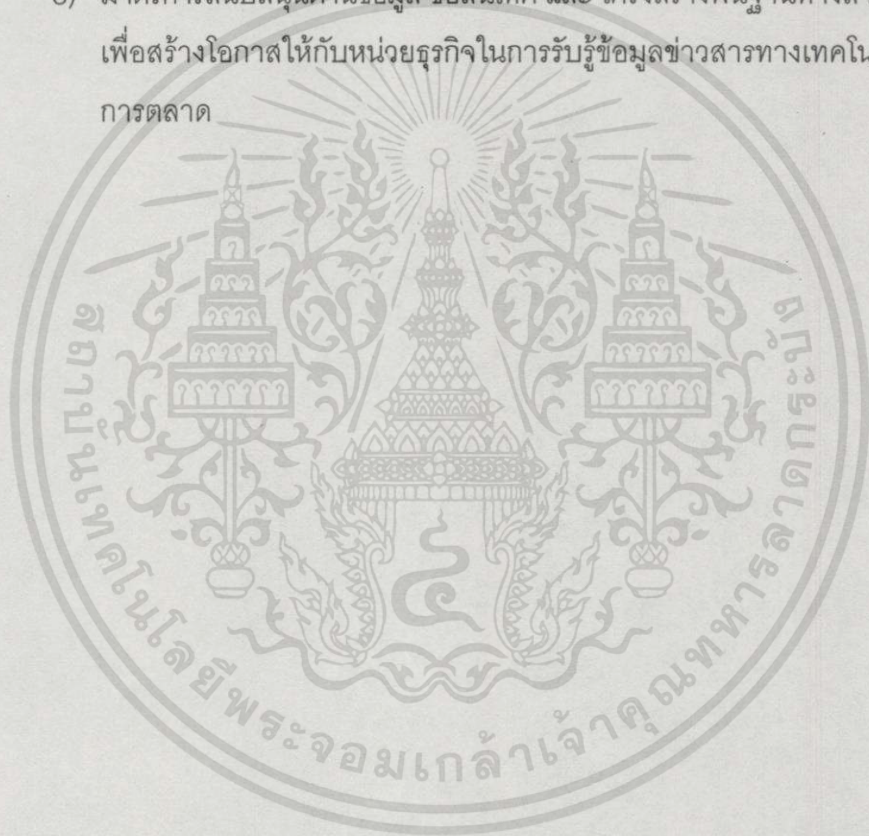 เพื่อสร้างโอกาสให้กับหน่วยธุรกิจในการรับรู้ข้อมูลข่าวสารทางเทคโน
การตลาด
สถาบันเทคโนโลยีพระจอมเกล้าเจ้าคุณทหารลาดกระบัง
๔